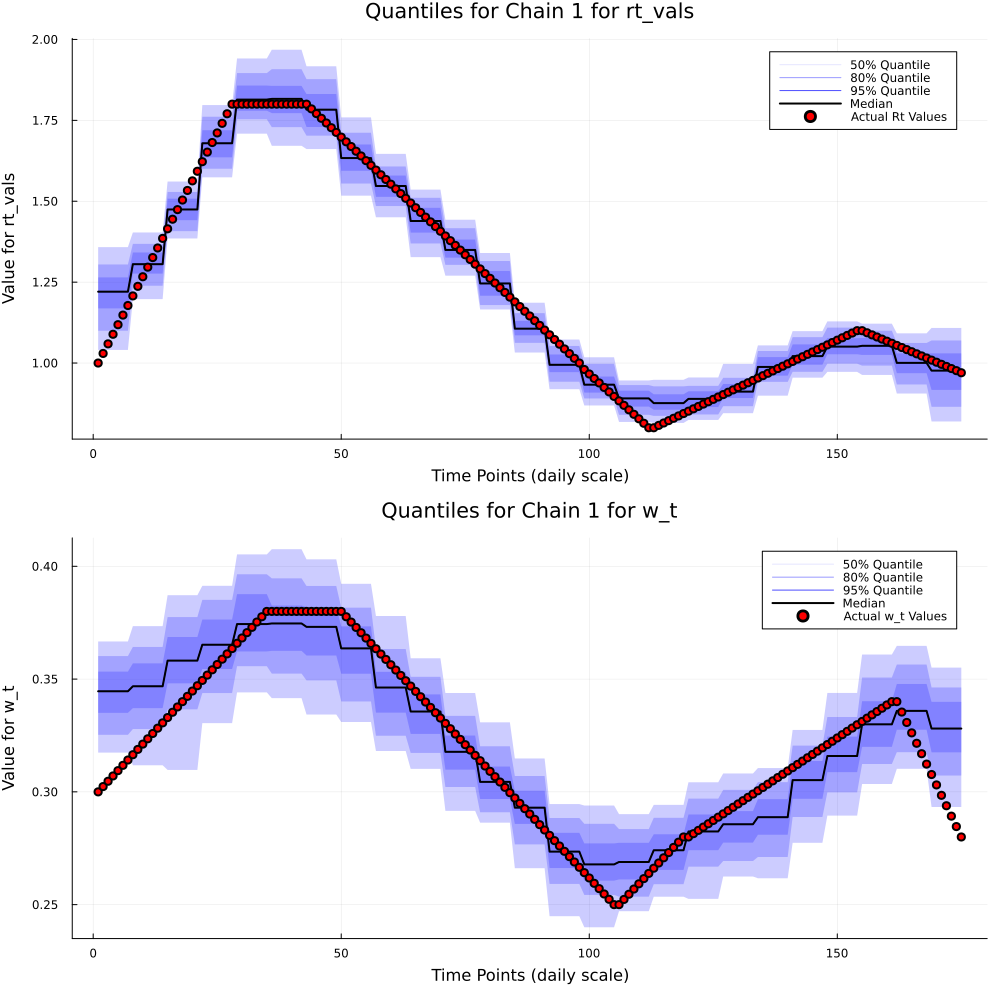 Quantiles for Chain 1 for rt_vals
Value for rt_vals
2.00
1.75
1.50
1.25
1.00
50% Quantile
80% Quantile
95% Quantile
Median
Actual Rt Values
0
50
100
150
Time Points (daily scale)
Quantiles for Chain 1 for w_t
Value for w_t
0.40
0.35
0.30
0.25
50% Quantile
80% Quantile
95% Quantile
Median
Actual w_t Values
0
50
100
150
Time Points (daily scale)